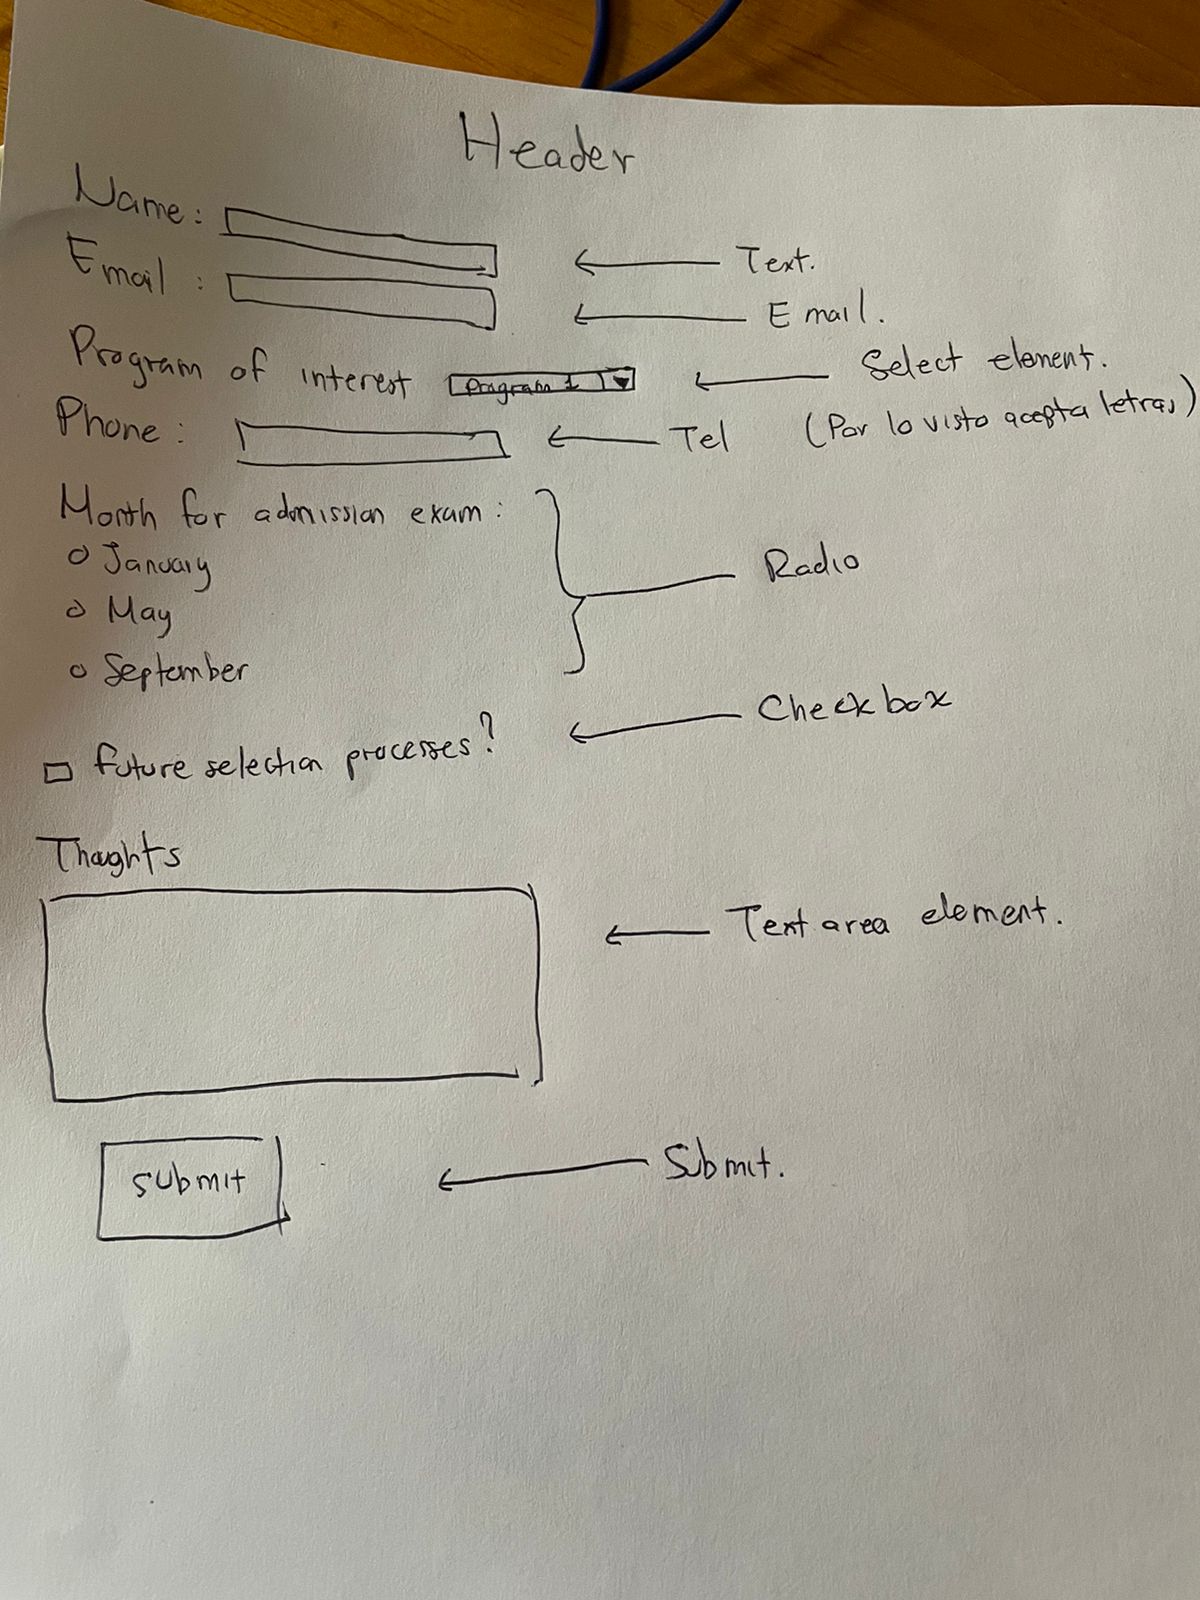 Header
Name:
← Text.
Email :
← Email.
Program of interest Program 1 ← Select element.
Phone: ← Tel (Por lo visto acepta letras)
Month for admission exam:
January
May
September
Radio
future selection processes? ← Checkbox
Thoughts
← Text area element.
submit ← Submit.